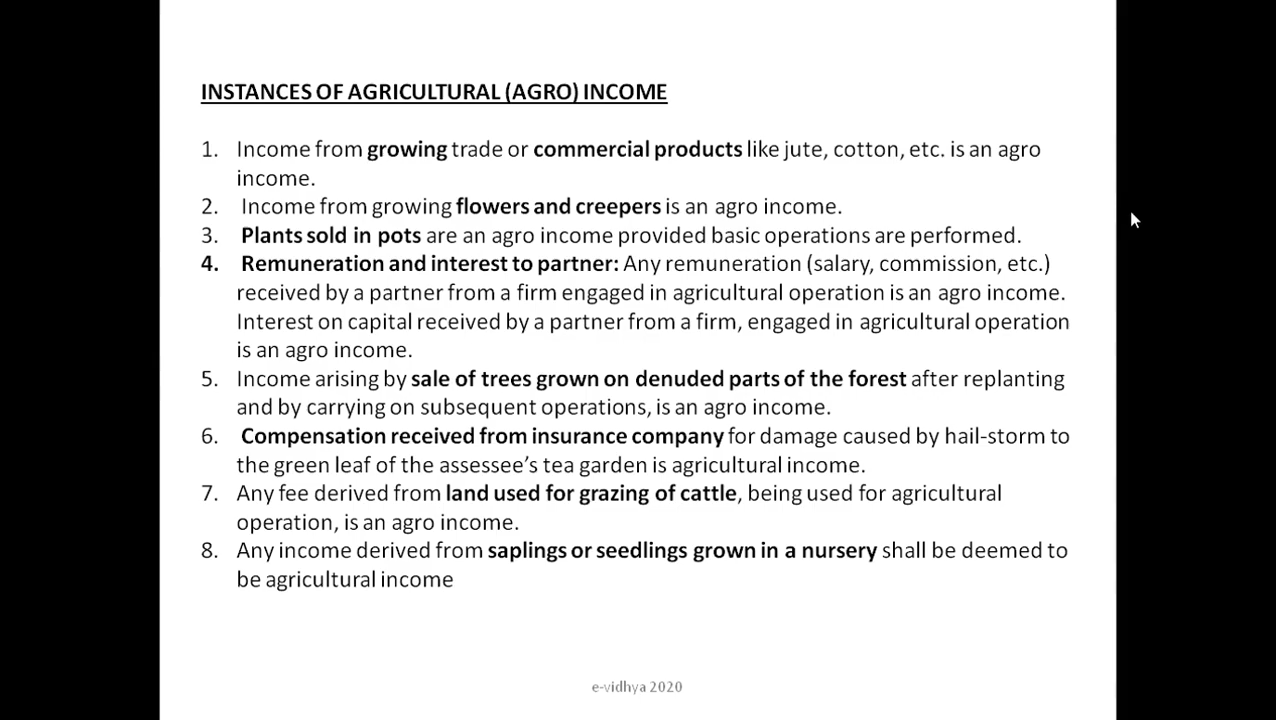 INSTANCES OF AGRICULTURAL (AGRO) INCOME
1. Income from growing trade or commercial products like jute, cotton, etc. is an agro
income.
2. Income from growing flowers and creepers is an agro income.
3. Plants sold in pots are an agro income provided basic operations are performed.
4. Remuneration and interest to partner: Any remuneration (salary, commission, etc.)
received by a partner from a firm engaged in agricultural operation is an agro income.
Interest on capital received by a partner from a firm, engaged in agricultural operation
is an agro income.
5. Income arising by sale of trees grown on denuded parts of the forest after replanting
and by carrying on subsequent operations, is an agro income.
6. Compensation received from insurance company for damage caused by hail-storm to
the green leaf of the assessee’s tea garden is agricultural income.
7. Any fee derived from land used for grazing of cattle, being used for agricultural
operation, is an agro income.
8. Any income derived from saplings or seedlings grown in a nursery shall be deemed to
be agricultural income
e-vidhya 2020